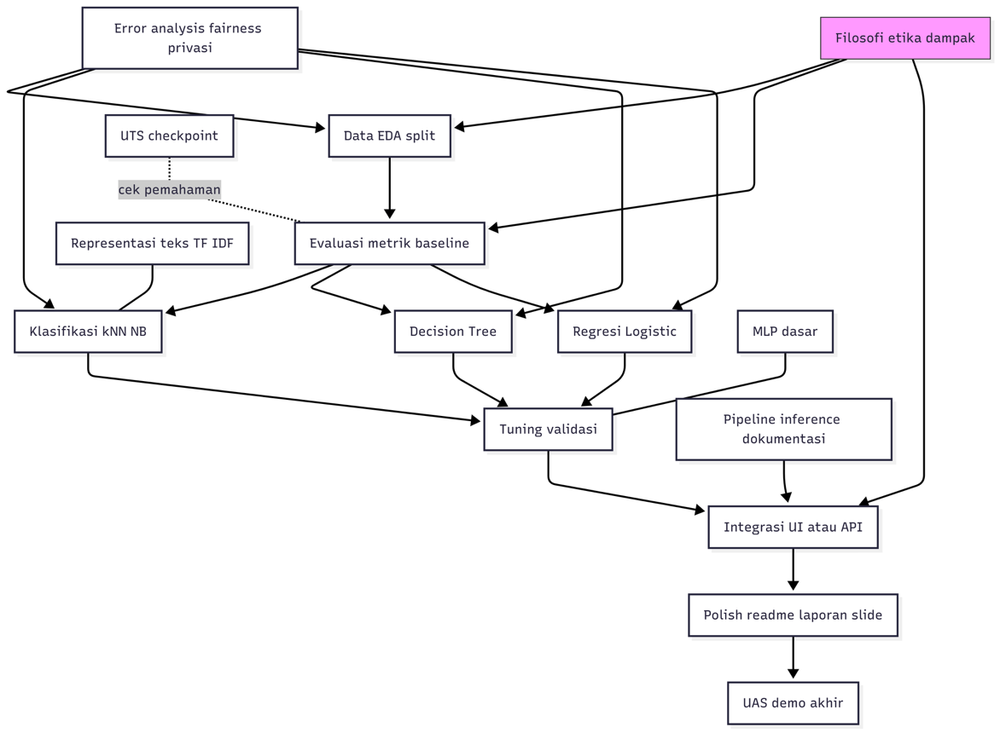 Error analysis fairness
privasi
Filosofi etika dampak
UTS checkpoint
Data EDA split
cek pemahaman
Representasi teks TF IDF
Evaluasi metrik baseline
Klasifikasi kNN NB
Decision Tree
Regresi Logistic
MLP dasar
Tuning validasi
Pipeline inference
dokumentasi
Integrasi UI atau API
Polish readme laporan slide
UAS demo akhir